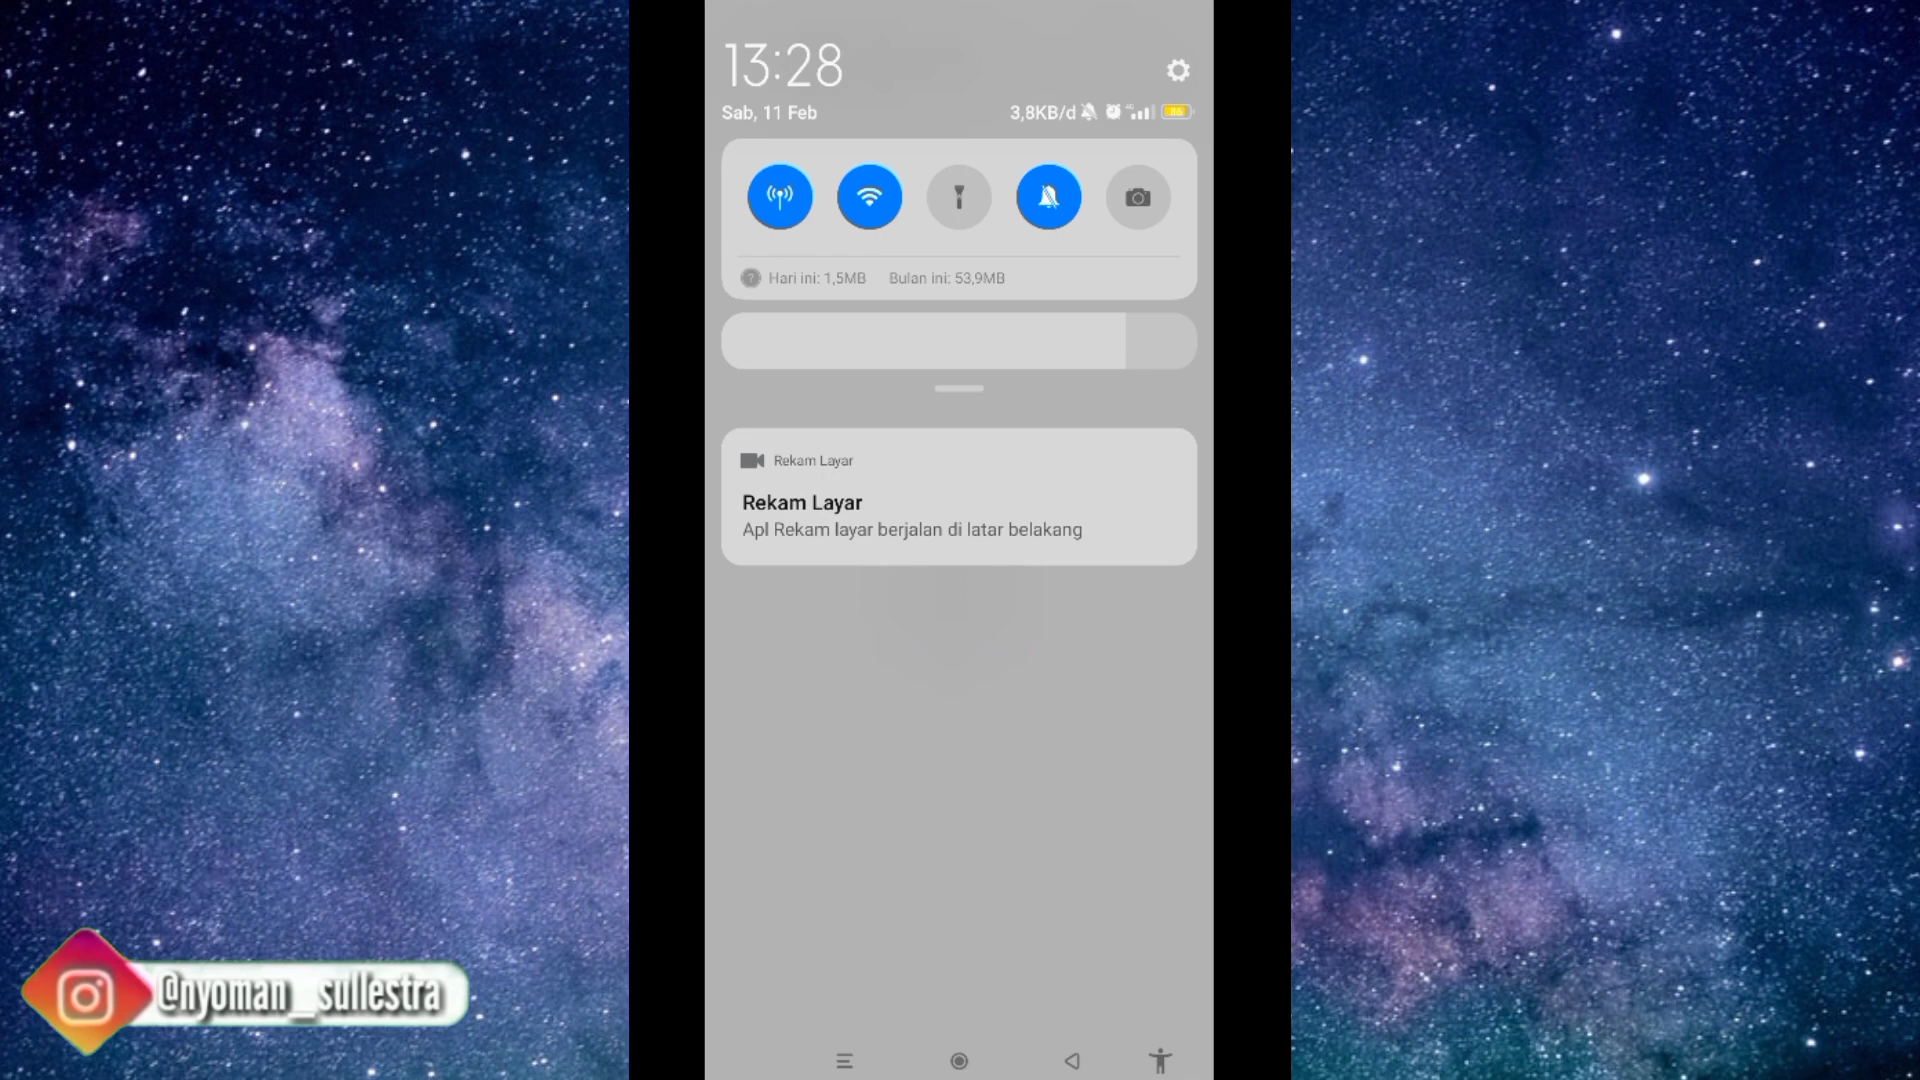 13:28
Sab, 11 Feb
3,8KB/d
Hari ini: 1,5MB Bulan ini: 53,9MB
Rekam Layar
Rekam Layar
Apl Rekam layar berjalan di latar belakang
@nyoman_sullestra